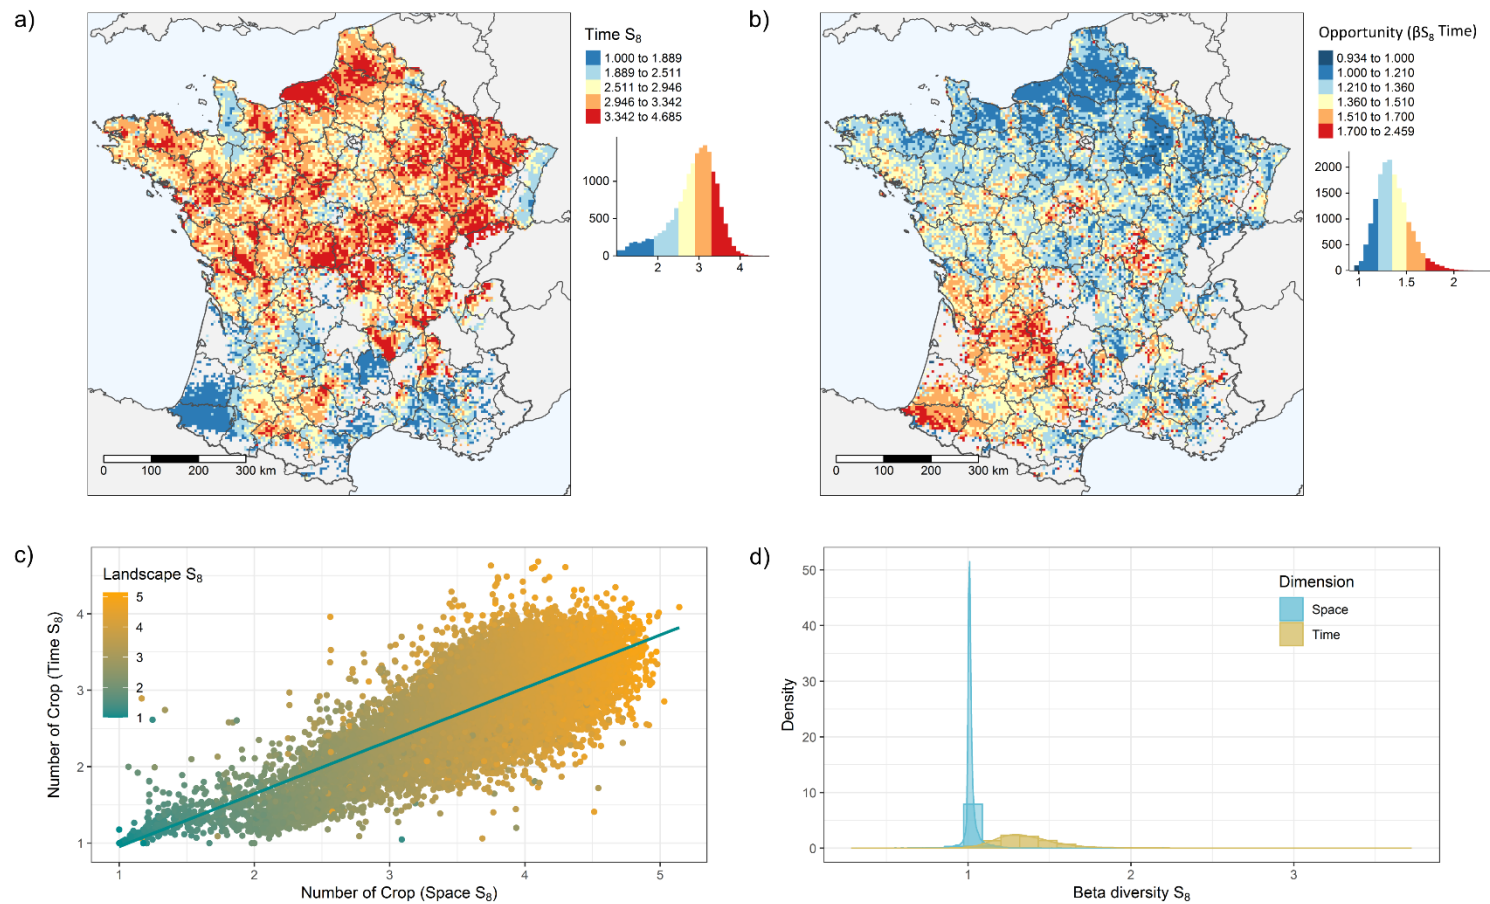 a)
Time S8
1.000 to 1.889
1.889 to 2.511
2.511 to 2.946
2.946 to 3.342
3.342 to 4.685
1000
500
0
2 3 4
0 100 200 300 km
b)
Opportunity (βS8 Time)
0.934 to 1.000
1.000 to 1.210
1.210 to 1.360
1.360 to 1.510
1.510 to 1.700
1.700 to 2.459
2000
1500
1000
500
0
1 1.5 2
0 100 200 300 km
c)
Landscape S8
5
4
3
2
1
Number of Crop (Time S8)
4
3
2
1
1 2 3 4 5
Number of Crop (Space S8)
d)
Dimension
Space
Time
Density
50
40
30
20
10
0
1 2 3
Beta diversity S8